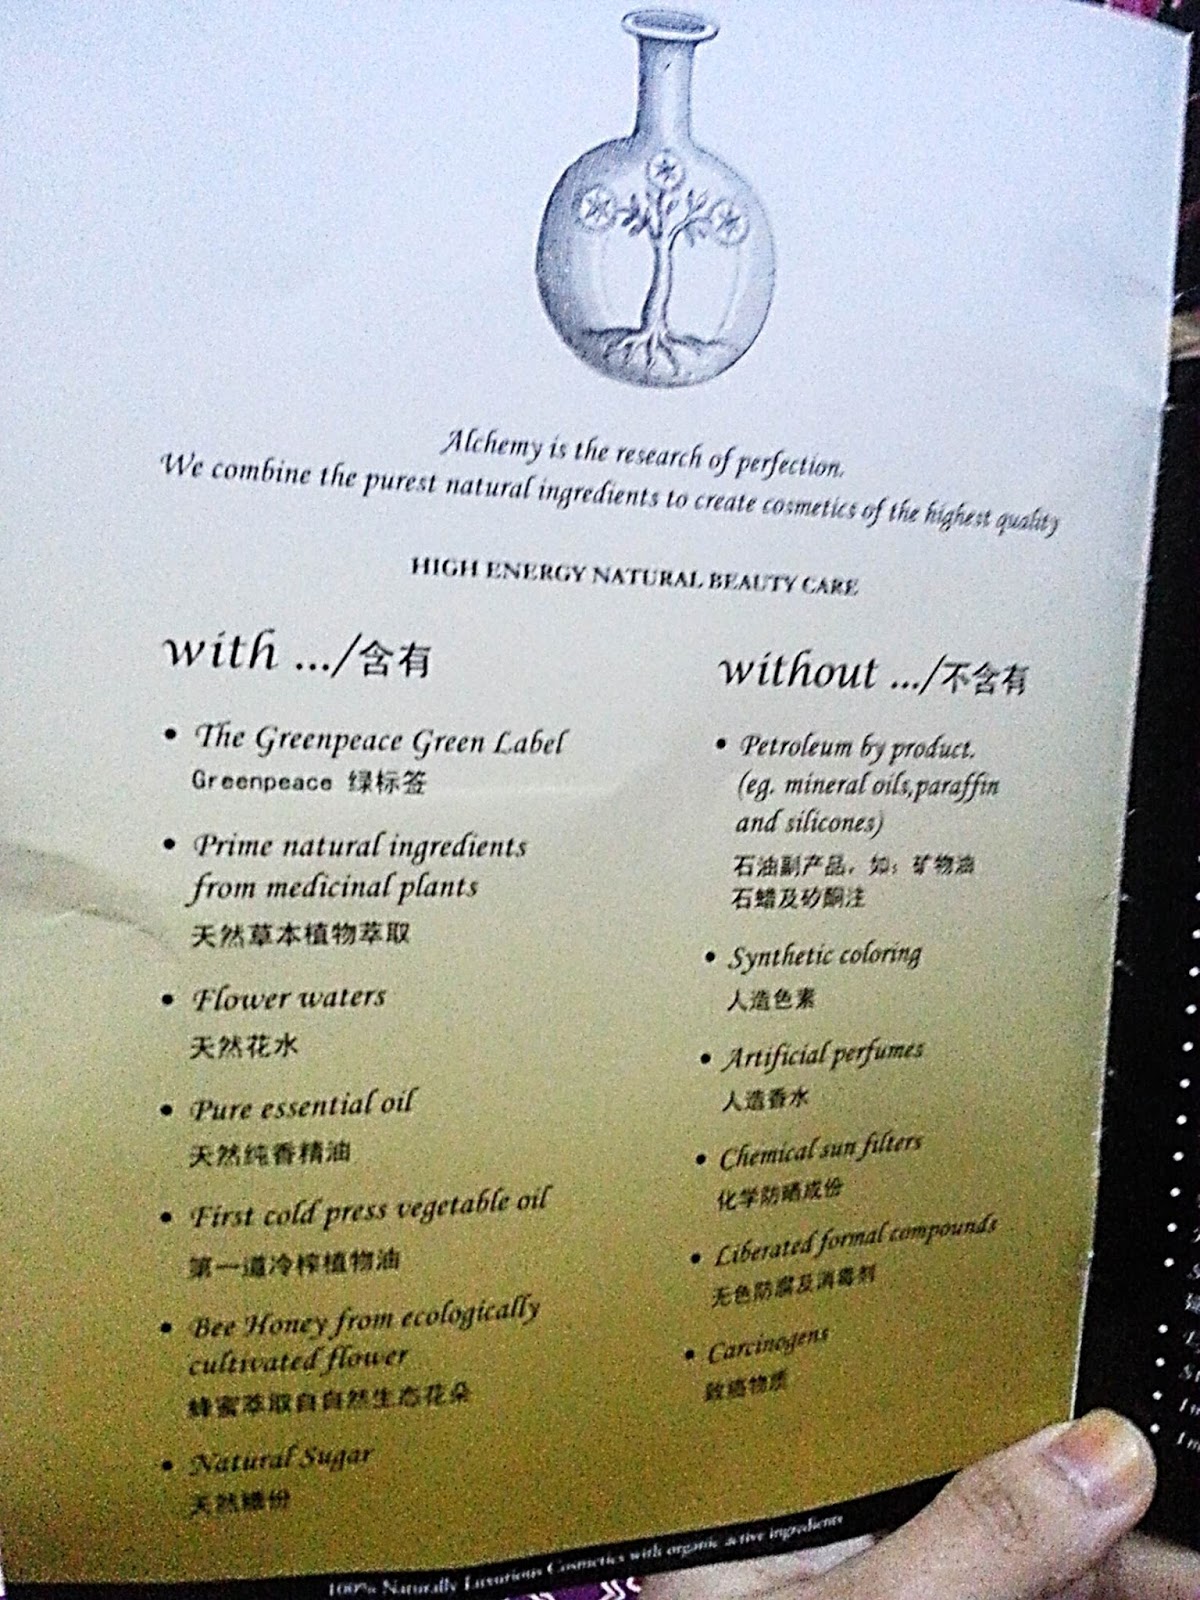 Alchemy is the research of perfection.
We combine the purest natural ingredients to create cosmetics of the highest quality
HIGH ENERGY NATURAL BEAUTY CARE
with .../含有
• The Greenpeace Green Label
Greenpeace 绿标签
• Prime natural ingredients
from medicinal plants
天然草本植物萃取
• Flower waters
天然花水
• Pure essential oil
天然纯香精油
• First cold press vegetable oil
第一道冷榨植物油
• Bee Honey from ecologically
cultivated flower
蜂蜜萃取自自然生态花朵
• Natural Sugar
天然糖份
without .../不含有
• Petroleum by product.
(eg. mineral oils,paraffin
and silicones)
石油副产品，如：矿物油
石蜡及矽酮注
• Synthetic coloring
人造色素
• Artificial perfumes
人造香水
• Chemical sun filters
化学防晒成份
• Liberated formal compounds
无色防腐及消毒剂
• Carcinogens
致癌物质
100% Naturally Luxurious Cosmetics with organic active ingredients